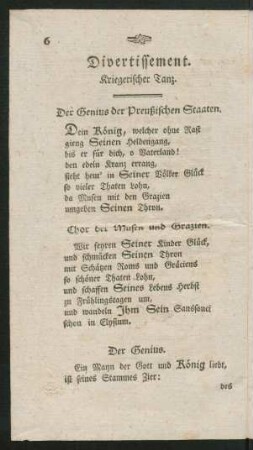 6
Divertissement.
Kriegerischer Tanz.
Der Genius der Preußischen Staaten.
Dein König, welcher ohne Rast
gieng Seinen Heldengang,
bis er für dich, o Vaterland!
den edeln Kranz errang,
sieht heut' in Seiner Völker Glück
so vieler Thaten Lohn,
da Musen mit den Grazien
umgeben Seinen Thron.
Chor der Musen und Grazien.
Wir feyren Seiner Kinder Glück,
und schmücken Seinen Thron
mit Schätzen Roms und Gräciens
so schöner Thaten Lohn,
und schaffen Seines Lebens Herbst
zu Frühlingstagen um,
und wandeln Ihm Sein Sanssouci
schon in Elysium.
Der Genius.
Ein Mann der Gott und König liebt,
ist seines Stammes Zier:
des